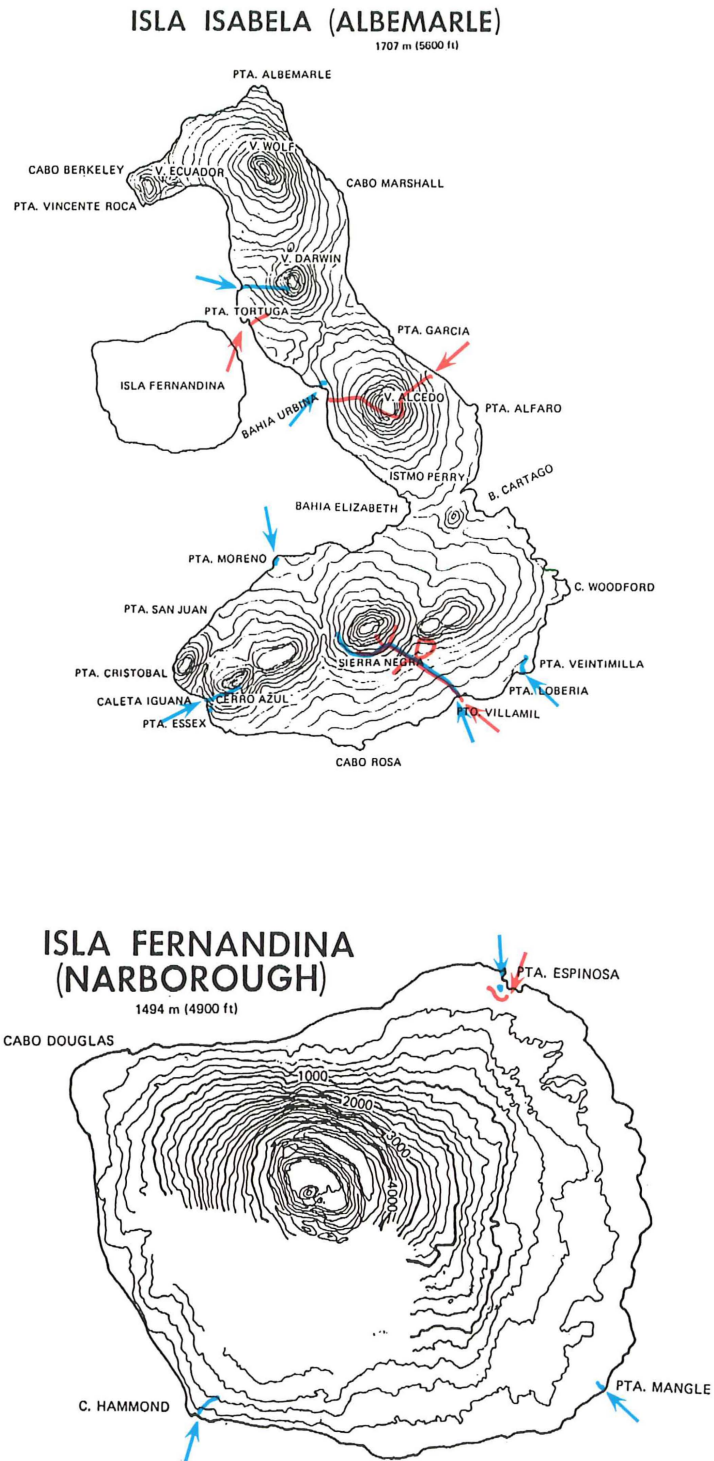 ISLA ISABELA (ALBEMARLE)
1707 m (5600 ft)
PTA. ALBEMARLE
V. WOLF
CABO BERKELEY
V. ECUADOR
CABO MARSHALL
PTA. VINCENTE ROCA
V. DARWIN
PTA. TORTUGA
PTA. GARCIA
ISLA FERNANDINA
V. ALCEDO
PTA. ALFARO
BAHIA URBINA
ISTMO PERRY
B. CARTAGO
BAHIA ELIZABETH
PTA. MORENO
C. WOODFORD
PTA. SAN JUAN
SIERRA NEGRA
PTA. VEINTIMILLA
PTA. CRISTOBAL
PTA. LOBERIA
CALETA IGUANA
CERRO AZUL
PTO. VILLAMIL
PTA. ESSEX
CABO ROSA
ISLA FERNANDINA
(NARBOROUGH)
1494 m (4900 ft)
PTA. ESPINOSA
CABO DOUGLAS
1000
2000
3000
4000
C. HAMMOND
PTA. MANGLE